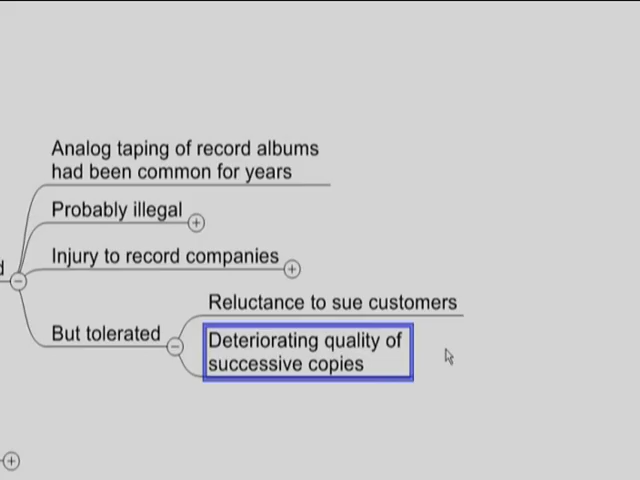 Analog taping of record albums
had been common for years
Probably illegal
Injury to record companies
But tolerated
Reluctance to sue customers
Deteriorating quality of
successive copies